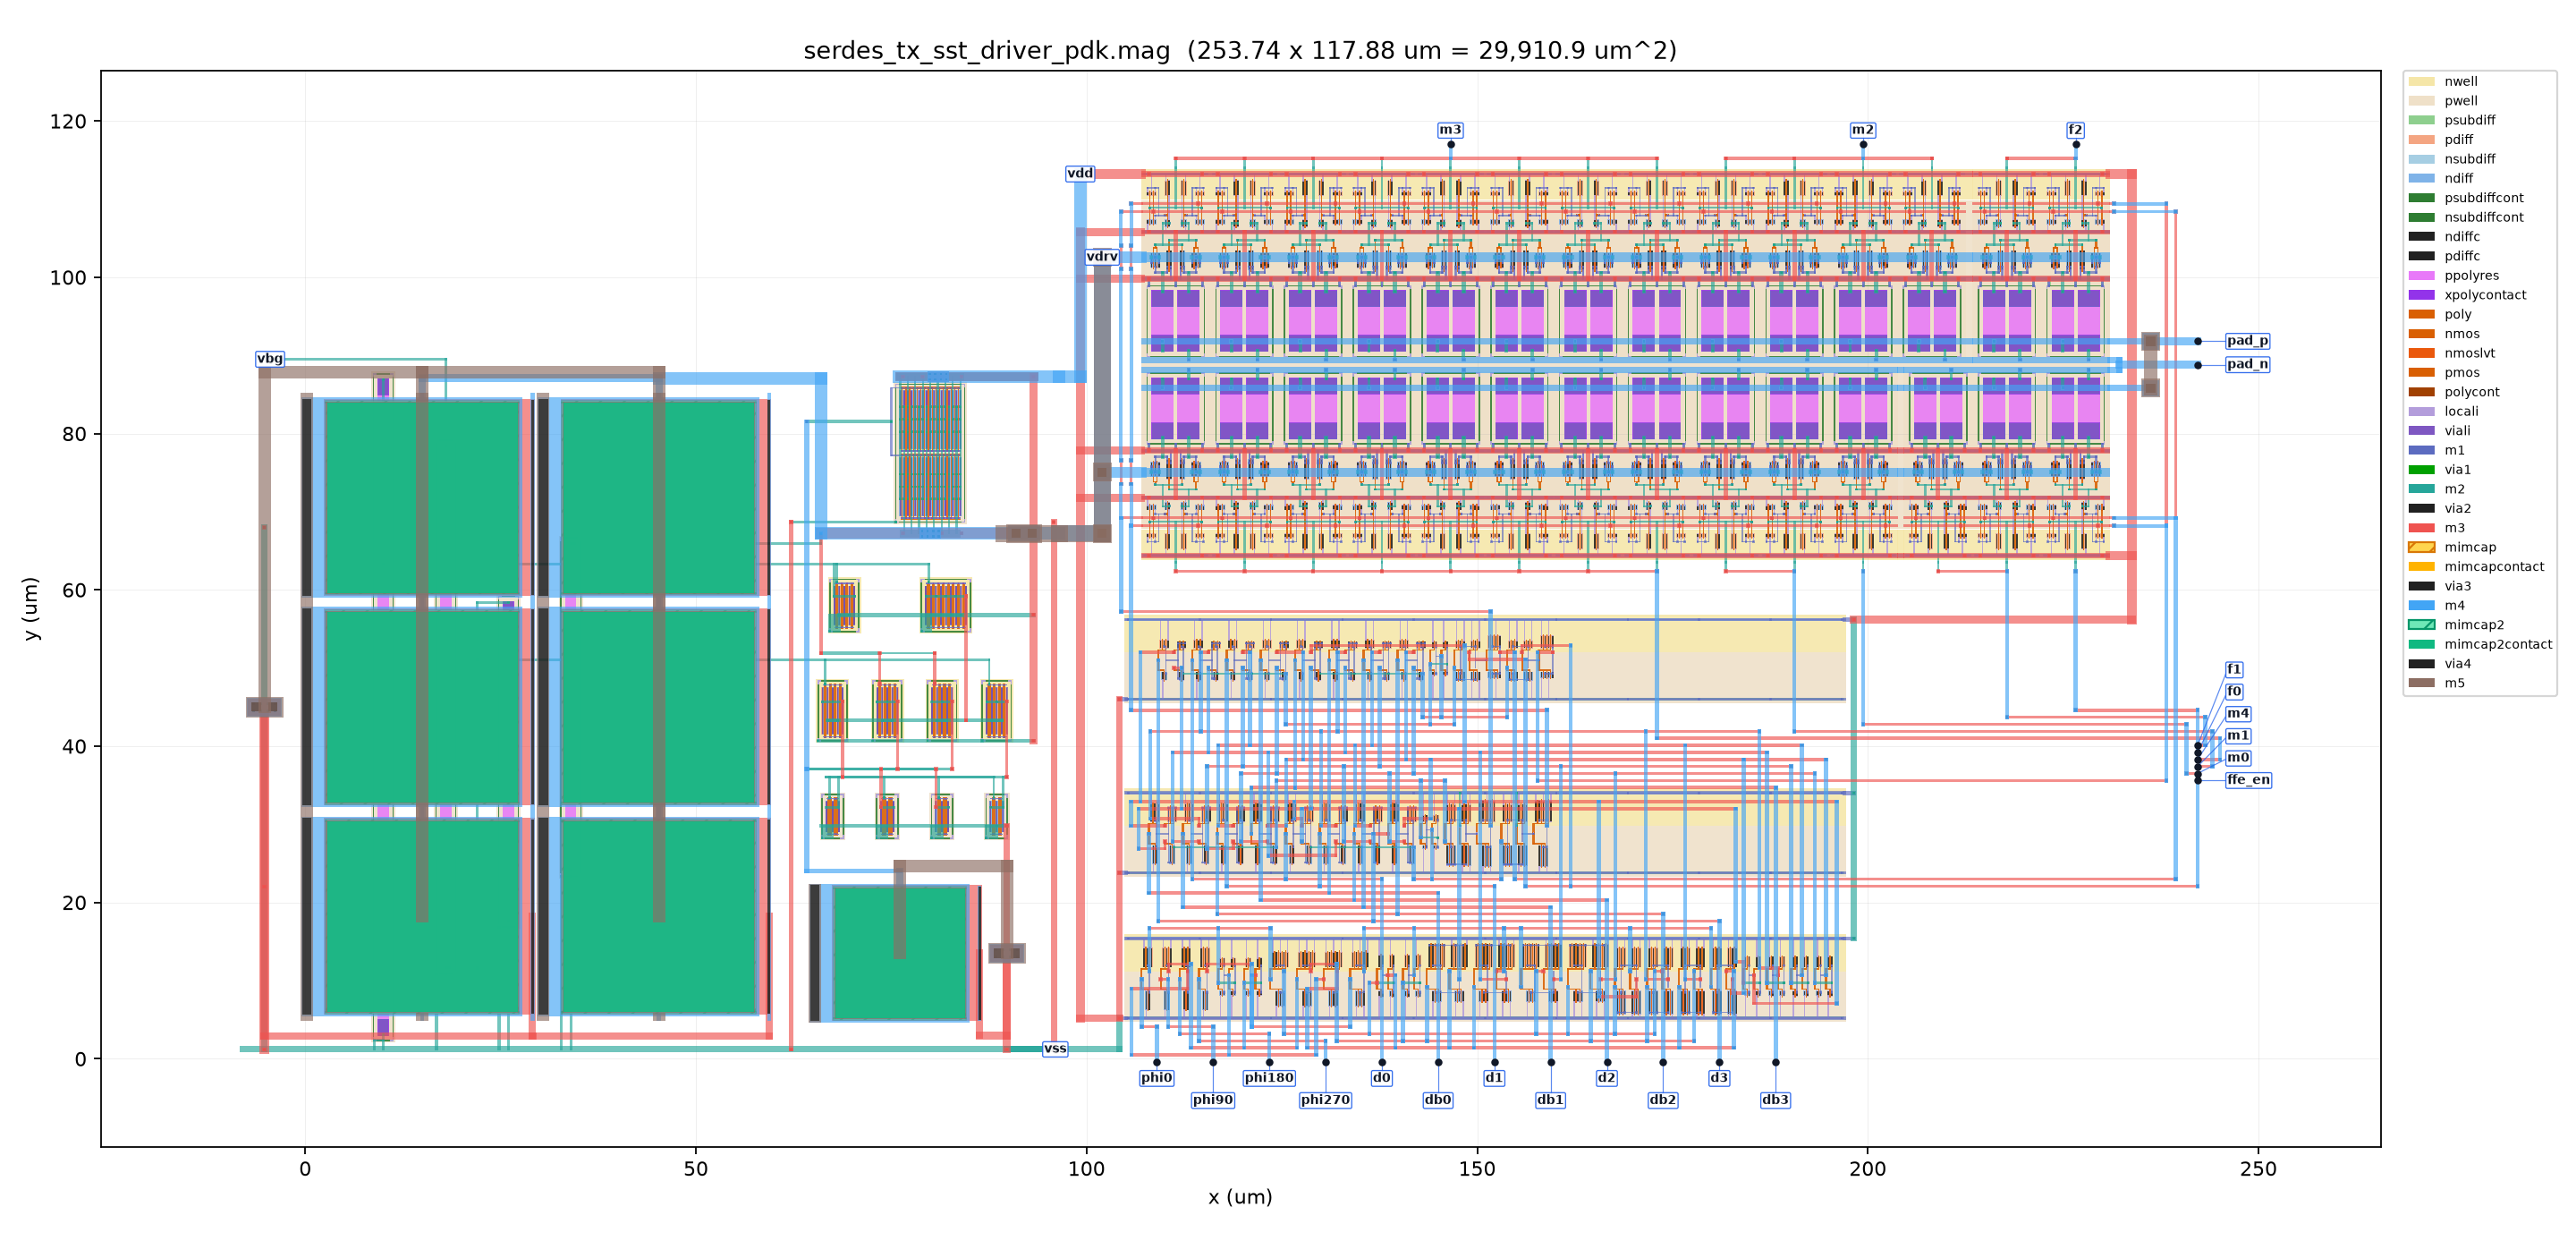 serdes_tx_sst_driver_pdk.mag (253.74 x 117.88 um = 29,910.9 um^2)
120
100
80
60
40
20
0
y (um)
0
50
100
150
200
250
x (um)
m3
m2
f2
vdd
vdrv
vbg
pad_p
pad_n
f1
f0
m4
m1
m0
ffe_en
vss
phi0
phi180
d0
d1
d2
d3
phi90
phi270
db0
db1
db2
db3
nwell
pwell
psubdiff
pdiff
nsubdiff
ndiff
psubdiffcont
nsubdiffcont
ndiffc
pdiffc
ppolyres
xpolycontact
poly
nmos
nmoslvt
pmos
polycont
locali
viali
m1
via1
m2
via2
m3
mimcap
mimcapcontact
via3
m4
mimcap2
mimcap2contact
via4
m5